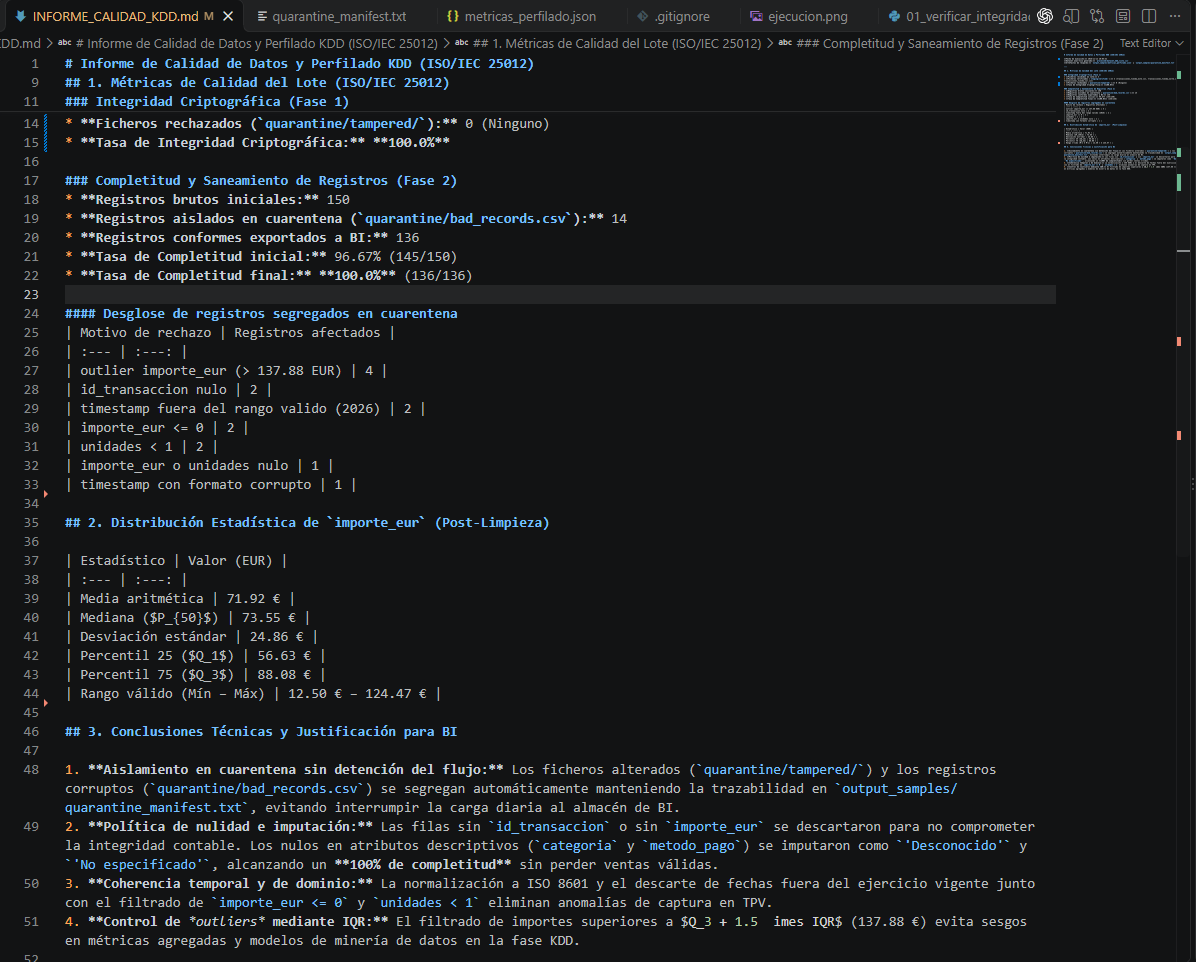 INFORME_CALIDAD_KDD.md M
quarantine_manifest.txt
{} metricas_perfilado.json
.gitignore
ejecucion.png
01_verificar_integrida
DD.md > abc # Informe de Calidad de Datos y Perfilado KDD (ISO/IEC 25012) > abc ## 1. Métricas de Calidad del Lote (ISO/IEC 25012) > abc ### Completitud y Saneamiento de Registros (Fase 2)
Text Editor
1 # Informe de Calidad de Datos y Perfilado KDD (ISO/IEC 25012)
9 ## 1. Métricas de Calidad del Lote (ISO/IEC 25012)
11 ### Integridad Criptográfica (Fase 1)
14 * **Ficheros rechazados (`quarantine/tampered/`):** 0 (Ninguno)
15 * **Tasa de Integridad Criptográfica:** **100.0%**
16
17 ### Completitud y Saneamiento de Registros (Fase 2)
18 * **Registros brutos iniciales:** 150
19 * **Registros aislados en cuarentena (`quarantine/bad_records.csv`):** 14
20 * **Registros conformes exportados a BI:** 136
21 * **Tasa de Completitud inicial:** 96.67% (145/150)
22 * **Tasa de Completitud final:** **100.0%** (136/136)
23
24 #### Desglose de registros segregados en cuarentena
25 | Motivo de rechazo | Registros afectados |
26 | :--- | :---: |
27 | outlier importe_eur (> 137.88 EUR) | 4 |
28 | id_transaccion nulo | 2 |
29 | timestamp fuera del rango valido (2026) | 2 |
30 | importe_eur <= 0 | 2 |
31 | unidades < 1 | 2 |
32 | importe_eur o unidades nulo | 1 |
33 | timestamp con formato corrupto | 1 |
34
35 ## 2. Distribución Estadística de `importe_eur` (Post-Limpieza)
36
37 | Estadístico | Valor (EUR) |
38 | :--- | :---: |
39 | Media aritmética | 71.92 € |
40 | Mediana ($P_{50}$) | 73.55 € |
41 | Desviación estándar | 24.86 € |
42 | Percentil 25 ($Q_1$) | 56.63 € |
43 | Percentil 75 ($Q_3$) | 88.08 € |
44 | Rango válido (Mín – Máx) | 12.50 € – 124.47 € |
45
46 ## 3. Conclusiones Técnicas y Justificación para BI
47
48 1. **Aislamiento en cuarentena sin detención del flujo:** Los ficheros alterados (`quarantine/tampered/`) y los registros
corruptos (`quarantine/bad_records.csv`) se segregan automáticamente manteniendo la trazabilidad en `output_samples/
quarantine_manifest.txt`, evitando interrumpir la carga diaria al almacén de BI.
49 2. **Política de nulidad e imputación:** Las filas sin `id_transaccion` o sin `importe_eur` se descartaron para no comprometer
la integridad contable. Los nulos en atributos descriptivos (`categoria` y `metodo_pago`) se imputaron como `'Desconocido'` y
`'No especificado'`, alcanzando un **100% de completitud** sin perder ventas válidas.
50 3. **Coherencia temporal y de dominio:** La normalización a ISO 8601 y el descarte de fechas fuera del ejercicio vigente junto
con el filtrado de `importe_eur <= 0` y `unidades < 1` eliminan anomalías de captura en TPV.
51 4. **Control de *outliers* mediante IQR:** El filtrado de importes superiores a $Q_3 + 1.5  imes IQR$ (137.88 €) evita sesgos
en métricas agregadas y modelos de minería de datos en la fase KDD.
52